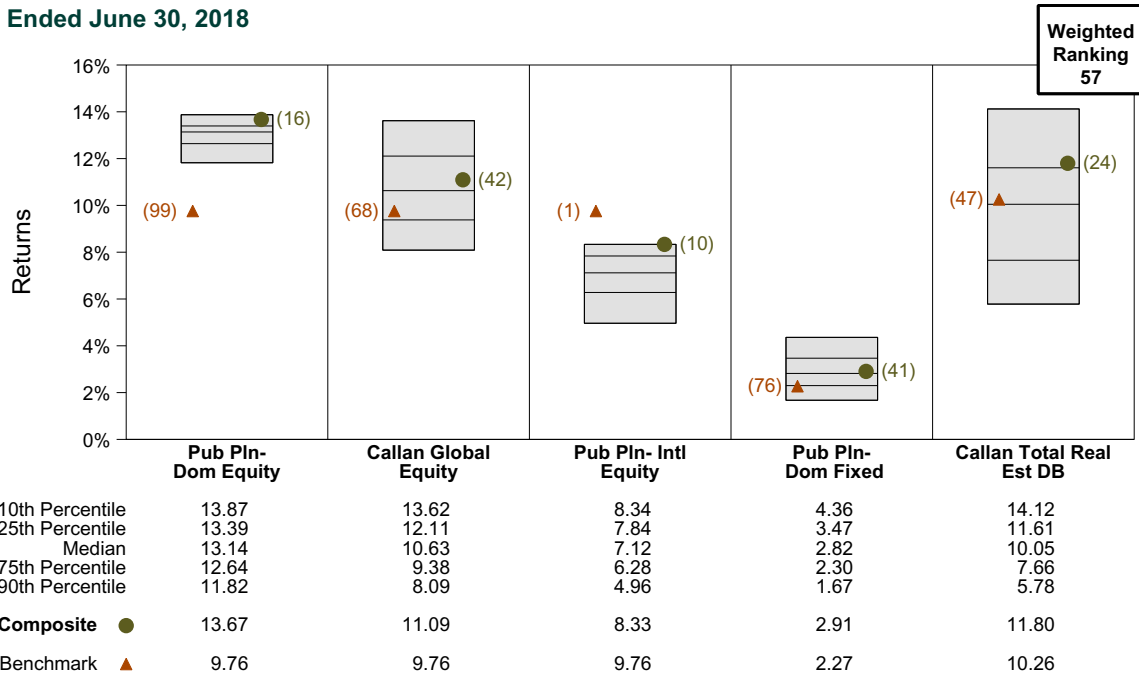 Ended June 30, 2018
Weighted
Ranking
57
Returns
16%
14%
12%
10%
8%
6%
4%
2%
0%
(16)
(99)
(42)
(68)
(10)
(1)
(41)
(76)
(24)
(47)
Pub Pln-
Dom Equity
Callan Global
Equity
Pub Pln- Intl
Equity
Pub Pln-
Dom Fixed
Callan Total Real
Est DB
10th Percentile 13.87 13.62 8.34 4.36 14.12
25th Percentile 13.39 12.11 7.84 3.47 11.61
Median 13.14 10.63 7.12 2.82 10.05
75th Percentile 12.64 9.38 6.28 2.30 7.66
90th Percentile 11.82 8.09 4.96 1.67 5.78
Composite 13.67 11.09 8.33 2.91 11.80
Benchmark 9.76 9.76 9.76 2.27 10.26